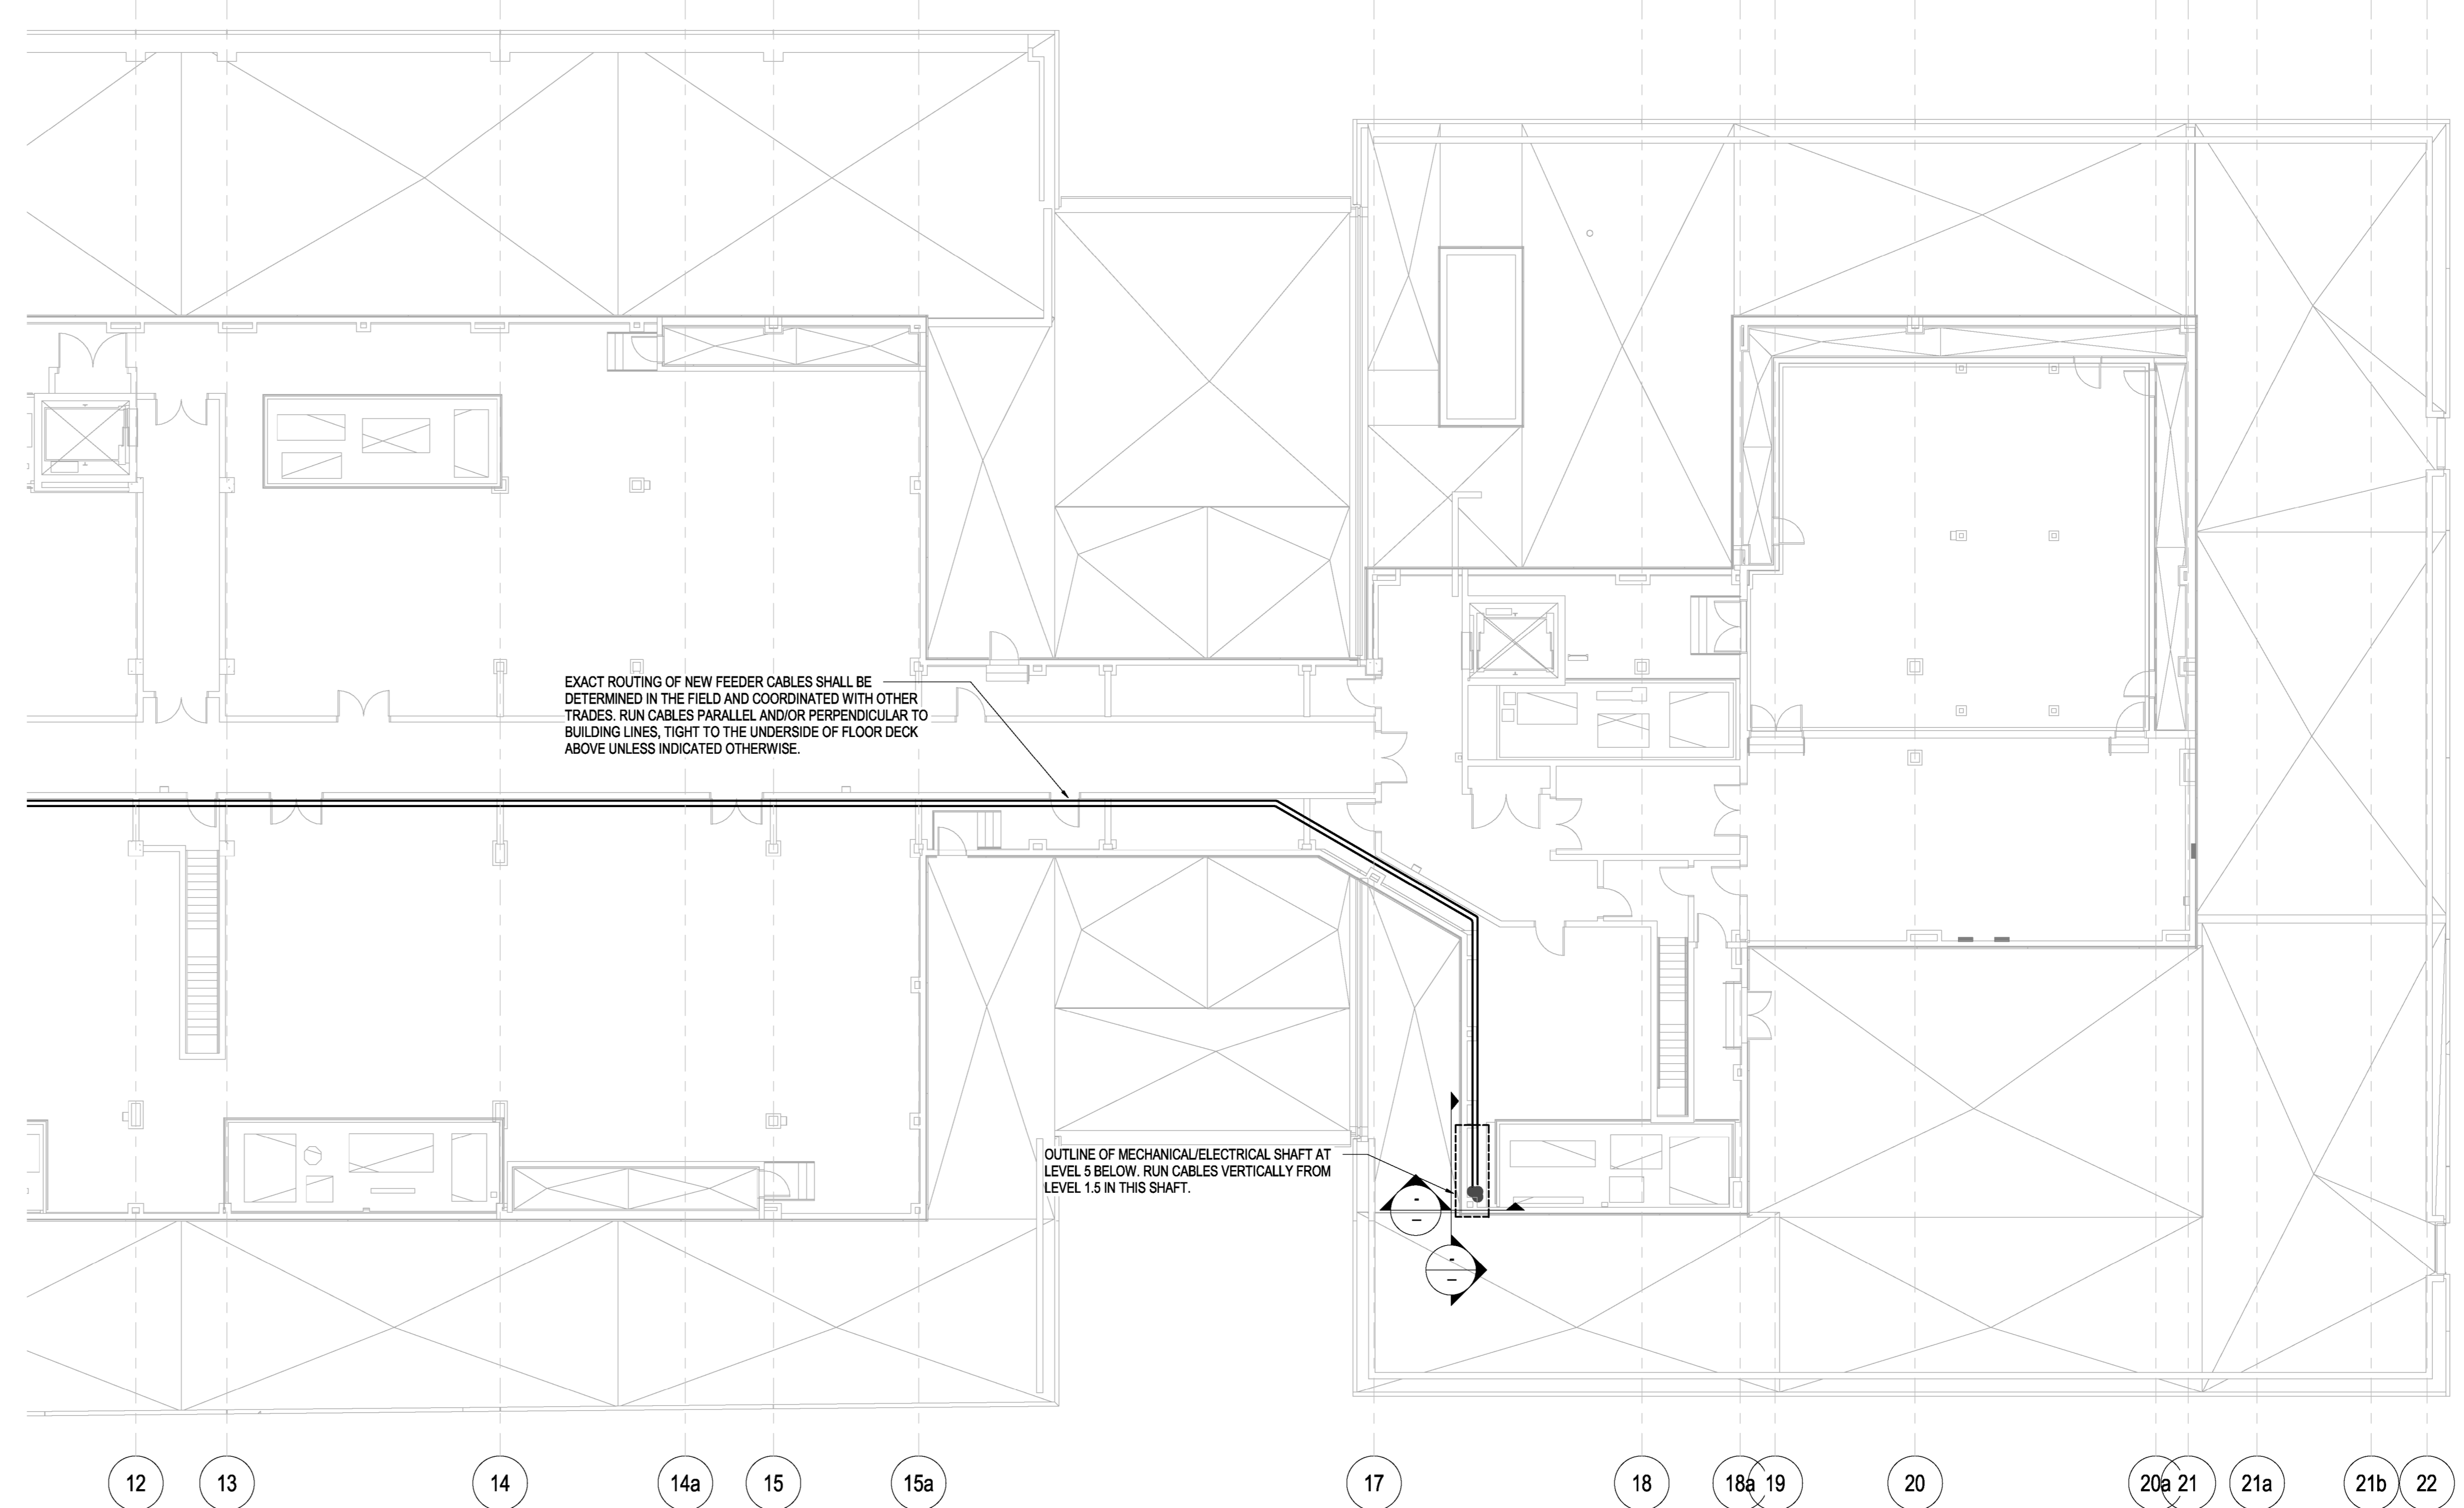 EXACT ROUTING OF NEW FEEDER CABLES SHALL BE
DETERMINED IN THE FIELD AND COORDINATED WITH OTHER
TRADES. RUN CABLES PARALLEL AND/OR PERPENDICULAR TO
BUILDING LINES, TIGHT TO THE UNDERSIDE OF FLOOR DECK
ABOVE UNLESS INDICATED OTHERWISE.
OUTLINE OF MECHANICAL/ELECTRICAL SHAFT AT
LEVEL 5 BELOW. RUN CABLES VERTICALLY FROM
LEVEL 1.5 IN THIS SHAFT.
-
--
-
--
12 13 14 14a 15 15a 17 18 18a 19 20 20a 21 21a 21b 22